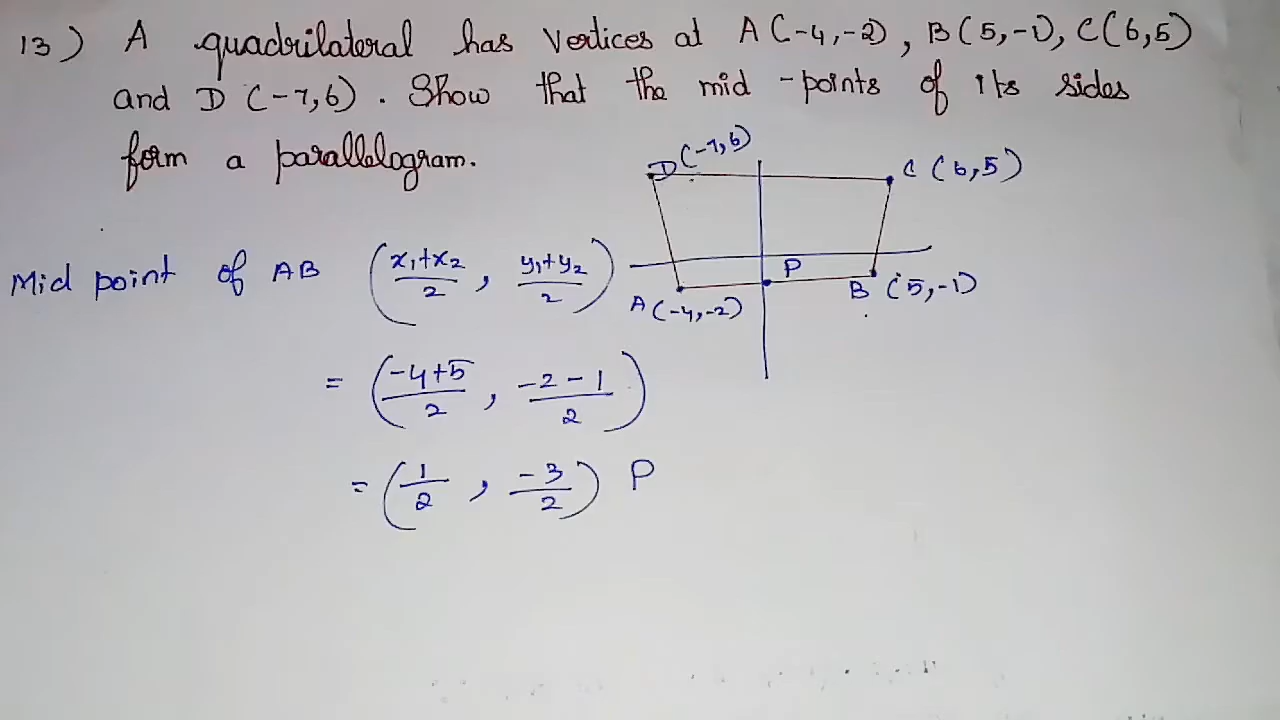 13) A quadrilateral has vertices at A(-4,-2), B(5,-1), C(6,5)
and D (-7,6). Show that the mid-points of its sides
form a parallelogram.
D (-7,6)
C (6,5)
Mid point of AB (x₁+x₂/2, y₁+y₂/2)
P
A (-4,-2)
B (5,-1)
= (-4+5/2, -2-1/2)
= (1/2, -3/2) P